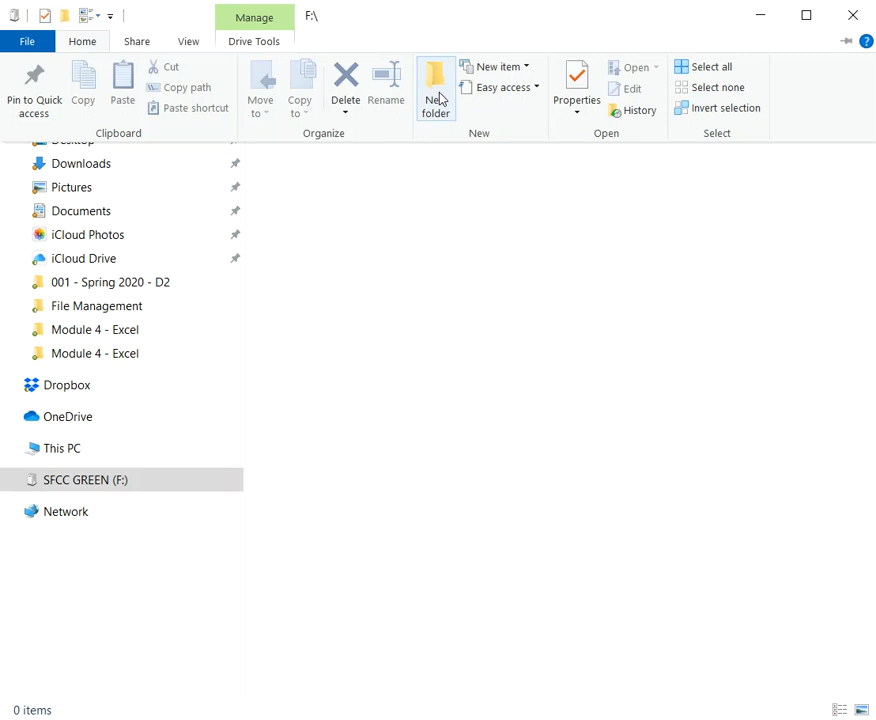 Manage
F:\
File
Home
Share
View
Drive Tools
Pin to Quick access
Copy
Paste
Cut
Copy path
Paste shortcut
Clipboard
Move to
Copy to
Delete
Rename
Organize
New folder
New item
Easy access
New
Properties
Open
Edit
History
Open
Select all
Select none
Invert selection
Select
Desktop
Downloads
Pictures
Documents
iCloud Photos
iCloud Drive
001 - Spring 2020 - D2
File Management
Module 4 - Excel
Module 4 - Excel
Dropbox
OneDrive
This PC
SFCC GREEN (F:)
Network
0 items